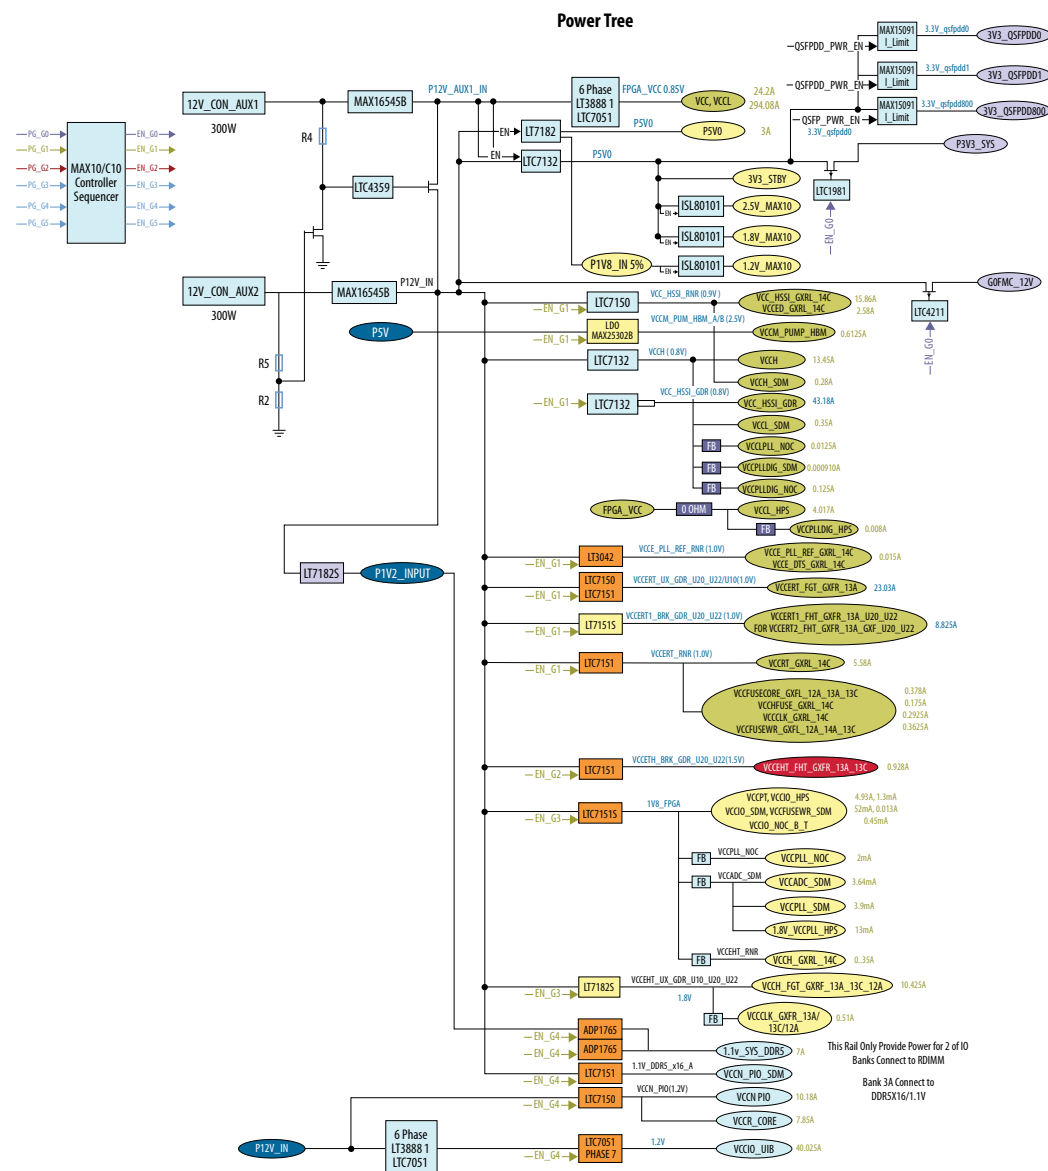 Power Tree
12V_CON_AUX1
300W
MAX16545B
P12V_AUX1_IN
6 Phase
LT3888 1
LTC7051
FPGA_VCC 0.85V
VCC, VCCL
24.2A
294.08A
QSFPDD_PWR_EN
MAX15091
I_Limit
3.3V_qsfpdd0
3V3_QSFPDD0
QSFPDD_PWR_EN
MAX15091
I_Limit
3.3V_qsfpdd1
3V3_QSFPDD1
QSFP_PWR_EN
MAX15091
I_Limit
3.3V_qsfpdd800
3V3_QSFPDD800
3.3V_qsfpdd0
PG_G0
PG_G1
PG_G2
PG_G3
PG_G4
PG_G5
MAX10/C10
Controller
Sequencer
EN_G0
EN_G1
EN_G2
EN_G3
EN_G4
EN_G5
R4
LTC4359
EN
LT7182
P5V0
P5V0
3A
EN
LTC7132
P5V0
P3V3_SYS
LTC1981
EN_G0
3V3_STBY
EN
ISL80101
2.5V_MAX10
EN
ISL80101
1.8V_MAX10
P1V8_IN 5%
EN
ISL80101
1.2V_MAX10
12V_CON_AUX2
300W
MAX16545B
P12V_IN
G0FMC_12V
LTC4211
EN_G0
R5
R2
P5V
EN_G1
LTC7150
VCC_HSSI_RNR (0.9V )
VCC_HSSI_GXRL_14C
VCCED_GXRL_14C
15.86A
2.58A
EN_G1
LDO
MAX25302B
VCCM_PUM_HBM_A/B (2.5V)
VCCM_PUMP_HBM
0.6125A
LTC7132
VCCH ( 0.8V)
VCCH
13.45A
VCCH_SDM
0.28A
EN_G1
LTC7132
VCC_HSSI_GDR (0.8V)
VCC_HSSI_GDR
43.18A
VCCL_SDM
0.35A
FB
VCCLPLL_NOC
0.0125A
FB
VCCPLLDIG_SDM
0.000910A
FB
VCCPLLDIG_NOC
0.125A
FPGA_VCC
0 OHM
VCCL_HPS
4.017A
FB
VCCPLLDIG_HPS
0.008A
LT7182S
P1V2_INPUT
EN_G1
LT3042
VCCE_PLL_REF_RNR (1.0V)
VCCE_PLL_REF_GXRL_14C
VCCE_DTS_GXRL_14C
0.015A
EN_G1
LTC7150
LTC7151
VCCERT_UX_GDR_U20_U22/U10(1.0V)
VCCERT_FGT_GXFR_13A
23.03A
EN_G1
LT7151S
VCCERT1_BRK_GDR_U20_U22 (1.0V)
VCCERT1_FHT_GXFR_13A_U20_U22
FOR VCCERT2_FHT_GXFR_13A_GXF_U20_U22
8.825A
EN_G1
LTC7151
VCCERT_RNR (1.0V)
VCCRT_GXRL_14C
5.58A
VCCFUSECORE_GXFL_12A_13A_13C
VCCHFUSE_GXRL_14C
VCCCLK_GXRL_14C
VCCFUSEWR_GXFL_12A_14A_13C
0.378A
0.175A
0.2925A
0.3625A
EN_G2
LTC7151
VCCETH_BRK_GDR_U20_U22(1.5V)
VCCEHT_FHT_GXFR_13A_13C
0.928A
EN_G3
LTC7151S
1V8_FPGA
VCCPT, VCCIO_HPS
VCCIO_SDM, VCCFUSEWR_SDM
VCCIO_NOC_B_T
4.93A, 1.3mA
52mA, 0.013A
0.45mA
FB
VCCPLL_NOC
VCCPLL_NOC
2mA
FB
VCCADC_SDM
VCCADC_SDM
3.64mA
VCCPLL_SDM
3.9mA
1.8V_VCCPLL_HPS
13mA
FB
VCCEHT_RNR
VCCH_GXRL_14C
0..35A
EN_G3
LT7182S
VCCEHT_UX_GDR_U10_U20_U22
1.8V
VCCH_FGT_GXRF_13A_13C_12A
10.425A
FB
VCCCLK_GXFR_13A/
13C/12A
0.51A
EN_G4
ADP1765
EN_G4
ADP1765
1.1v_SYS_DDR5
7A
This Rail Only Provide Power for 2 of IO
Banks Connect to RDIMM
Bank 3A Connect to
DDR5X16/1.1V
EN_G4
LTC7151
1.1V_DDR5_x16_A
VCCN_PIO_SDM
EN_G4
LTC7150
VCCN_PIO(1.2V)
VCCN PIO
10.18A
VCCR_CORE
7.85A
P12V_IN
6 Phase
LT3888 1
LTC7051
EN_G4
LTC7051
PHASE 7
1.2V
VCCIO_UIB
40.025A